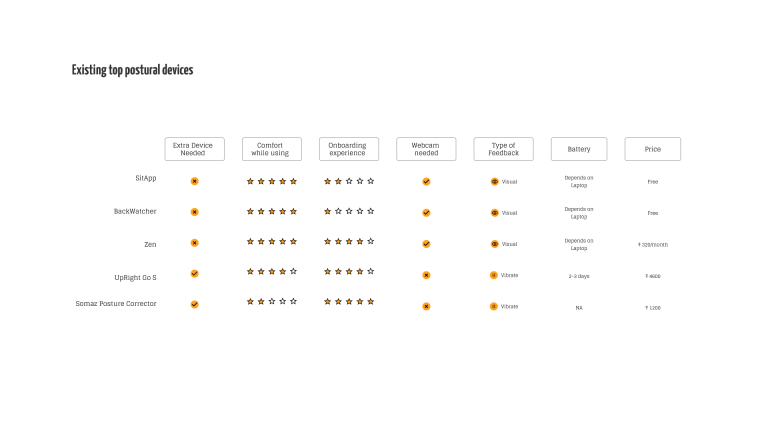 Existing top postural devices
Extra Device
Needed
Comfort
while using
Onboarding
experience
Webcam
needed
Type of
Feedback
Battery
Price
SitApp
Visual
Depends on
Laptop
Free
BackWatcher
Visual
Depends on
Laptop
Free
Zen
Visual
Depends on
Laptop
₹ 320/month
UpRight Go S
Vibrate
2-3 days
₹ 4600
Somaz Posture Corrector
Vibrate
NA
₹ 1200